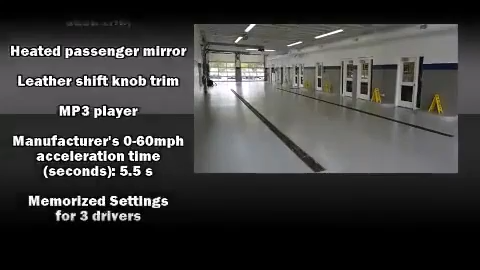 Heated passenger mirror
Leather shift knob trim
MP3 player
Manufacturer's 0-60mph
acceleration time
(seconds): 5.5 s
Memorized Settings
for 3 drivers